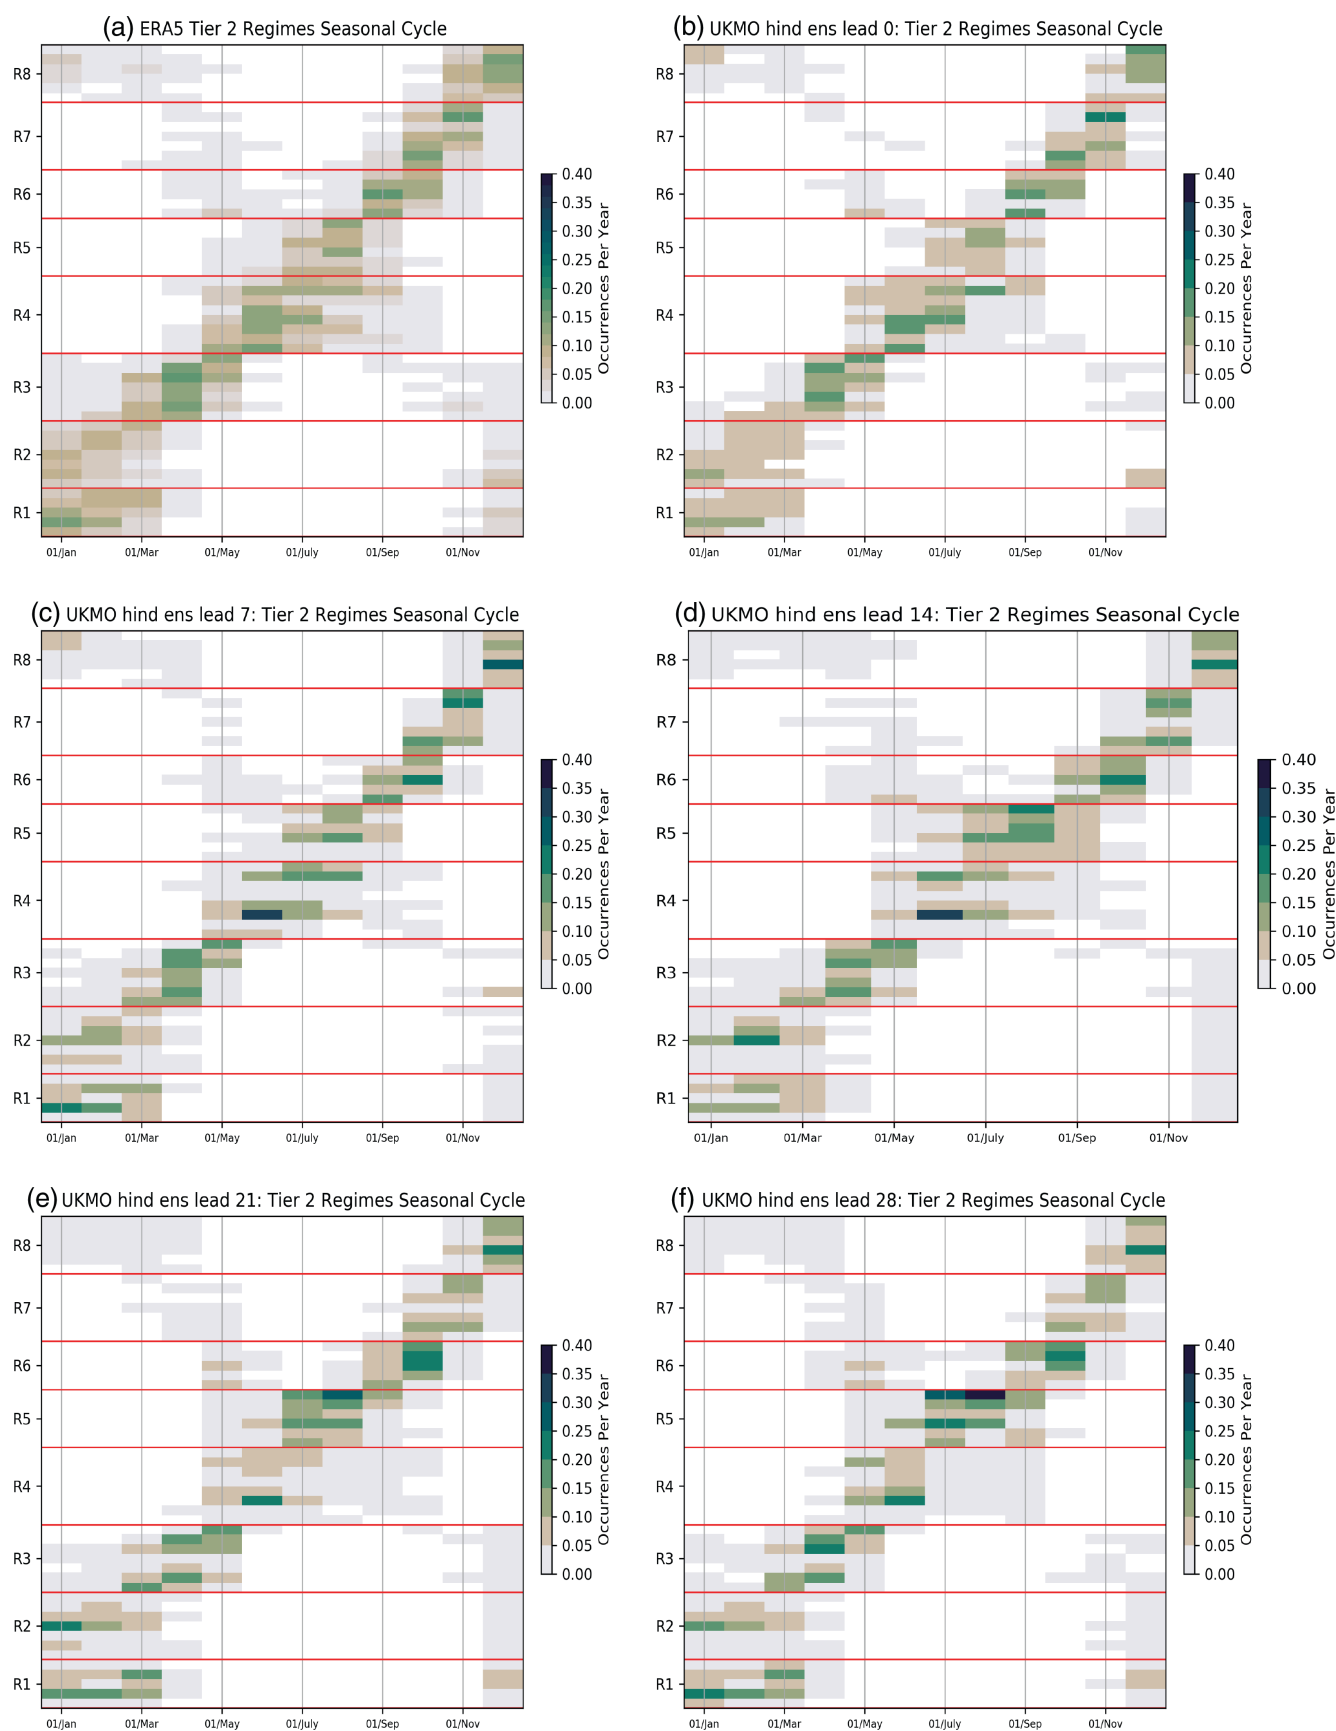 (a) ERA5 Tier 2 Regimes Seasonal Cycle
R8
R7
R6
R5
R4
R3
R2
R1
01/Jan 01/Mar 01/May 01/July 01/Sep 01/Nov
0.40
0.35
0.30
0.25
0.20
0.15
0.10
0.05
0.00
Occurrences Per Year
(b) UKMO hind ens lead 0: Tier 2 Regimes Seasonal Cycle
R8
R7
R6
R5
R4
R3
R2
R1
01/Jan 01/Mar 01/May 01/July 01/Sep 01/Nov
0.40
0.35
0.30
0.25
0.20
0.15
0.10
0.05
0.00
Occurrences Per Year
(c) UKMO hind ens lead 7: Tier 2 Regimes Seasonal Cycle
R8
R7
R6
R5
R4
R3
R2
R1
01/Jan 01/Mar 01/May 01/July 01/Sep 01/Nov
0.40
0.35
0.30
0.25
0.20
0.15
0.10
0.05
0.00
Occurrences Per Year
(d) UKMO hind ens lead 14: Tier 2 Regimes Seasonal Cycle
R8
R7
R6
R5
R4
R3
R2
R1
01/Jan 01/Mar 01/May 01/July 01/Sep 01/Nov
0.40
0.35
0.30
0.25
0.20
0.15
0.10
0.05
0.00
Occurrences Per Year
(e) UKMO hind ens lead 21: Tier 2 Regimes Seasonal Cycle
R8
R7
R6
R5
R4
R3
R2
R1
01/Jan 01/Mar 01/May 01/July 01/Sep 01/Nov
0.40
0.35
0.30
0.25
0.20
0.15
0.10
0.05
0.00
Occurrences Per Year
(f) UKMO hind ens lead 28: Tier 2 Regimes Seasonal Cycle
R8
R7
R6
R5
R4
R3
R2
R1
01/Jan 01/Mar 01/May 01/July 01/Sep 01/Nov
0.40
0.35
0.30
0.25
0.20
0.15
0.10
0.05
0.00
Occurrences Per Year